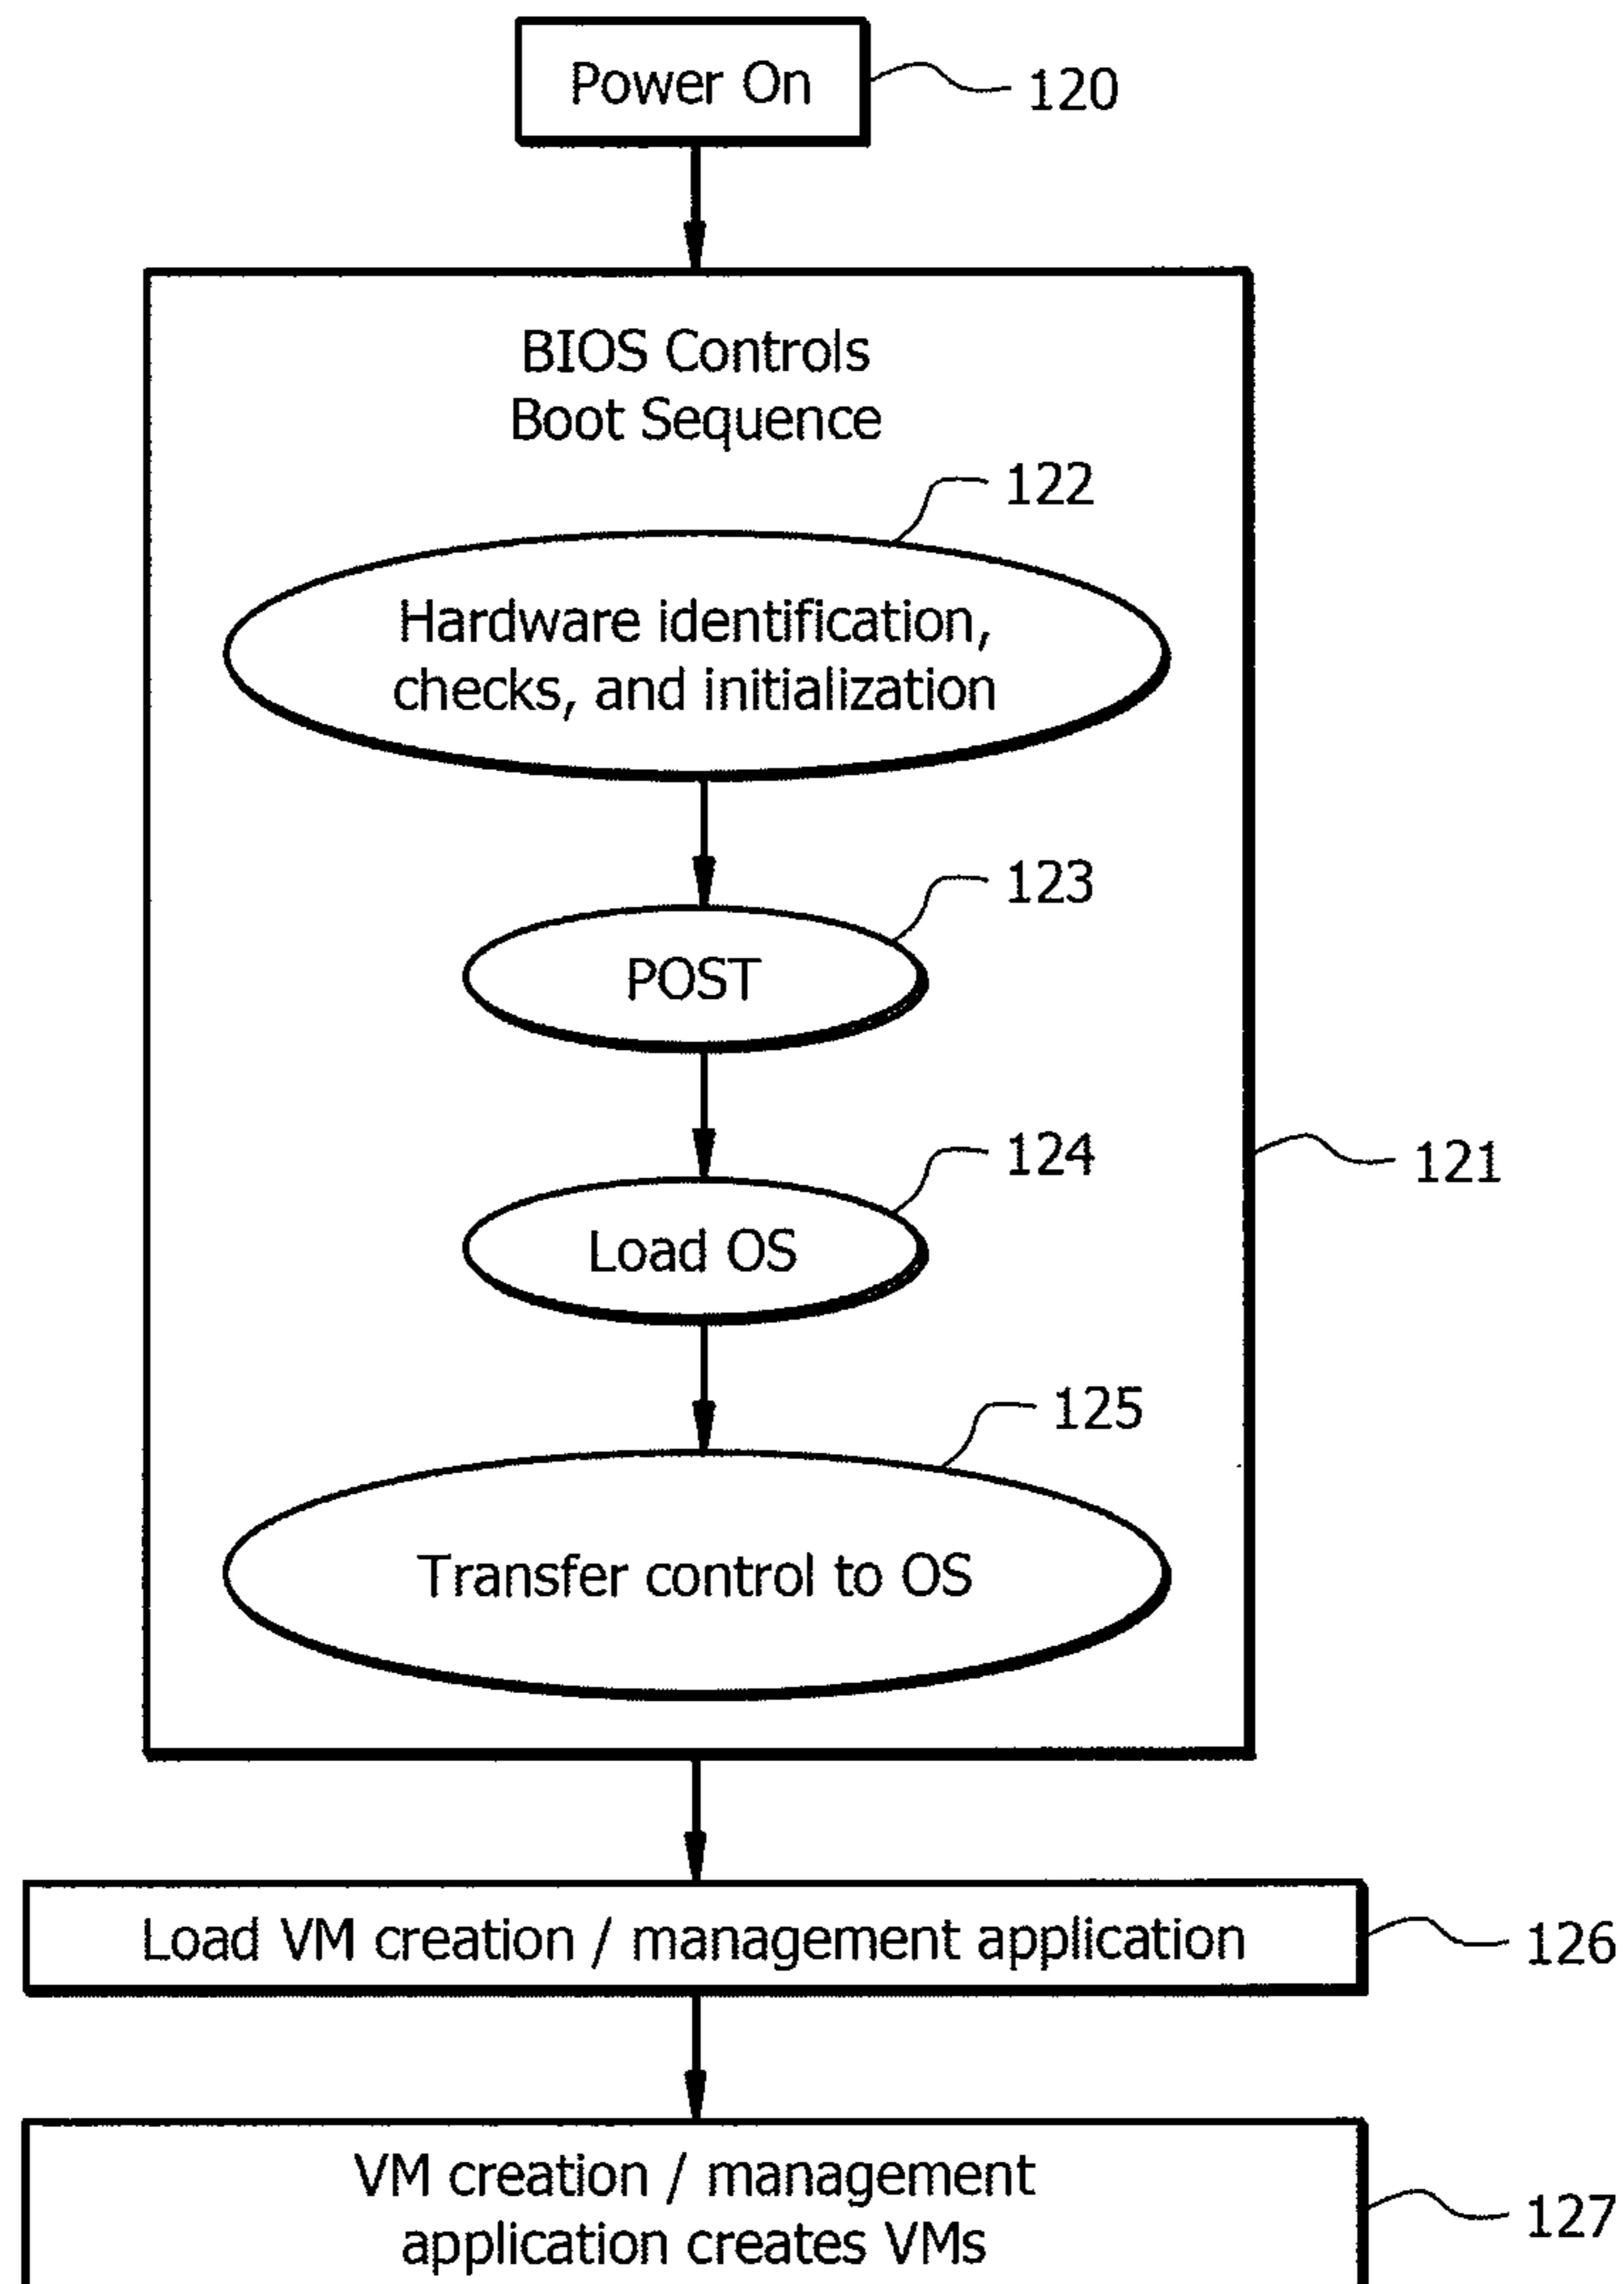 Power On
120
BIOS Controls
Boot Sequence
122
Hardware identification,
checks, and initialization
123
POST
124
Load OS
121
125
Transfer control to OS
Load VM creation / management application
126
VM creation / management
application creates VMs
127